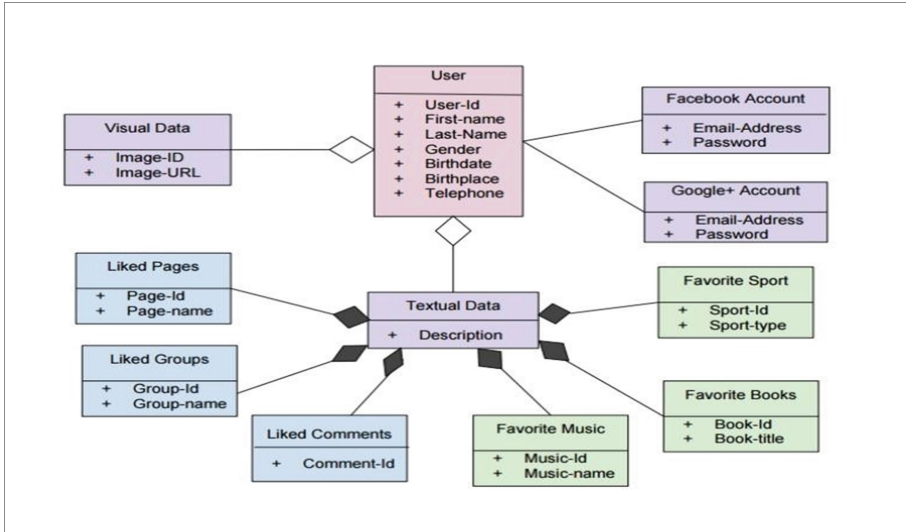 User
+ User-Id
+ First-name
+ Last-Name
+ Gender
+ Birthdate
+ Birthplace
+ Telephone
Visual Data
+ Image-ID
+ Image-URL
Facebook Account
+ Email-Address
+ Password
Google+ Account
+ Email-Address
+ Password
Liked Pages
+ Page-Id
+ Page-name
Textual Data
+ Description
Favorite Sport
+ Sport-Id
+ Sport-type
Liked Groups
+ Group-Id
+ Group-name
Favorite Books
+ Book-Id
+ Book-title
Liked Comments
+ Comment-Id
Favorite Music
+ Music-Id
+ Music-name